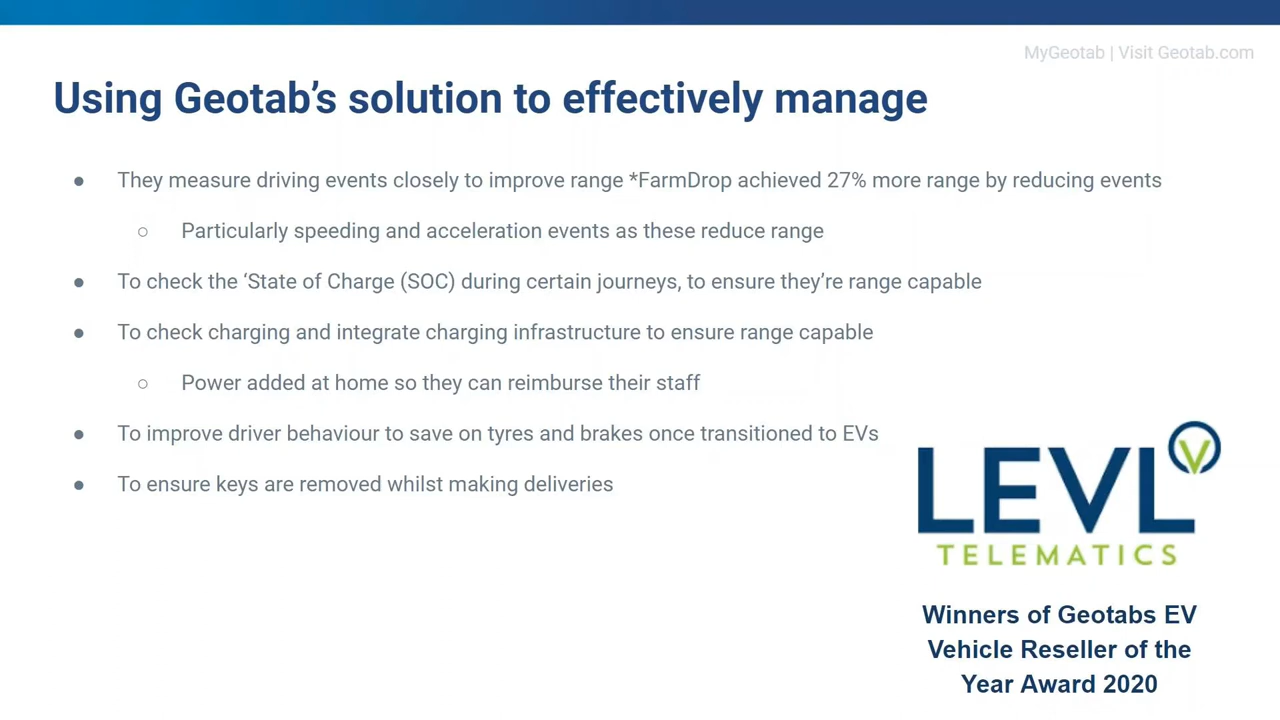 MyGeotab | Visit Geotab.com
Using Geotab’s solution to effectively manage
● They measure driving events closely to improve range *FarmDrop achieved 27% more range by reducing events
○ Particularly speeding and acceleration events as these reduce range
● To check the ‘State of Charge (SOC) during certain journeys, to ensure they’re range capable
● To check charging and integrate charging infrastructure to ensure range capable
○ Power added at home so they can reimburse their staff
● To improve driver behaviour to save on tyres and brakes once transitioned to EVs
● To ensure keys are removed whilst making deliveries
LEVL V
TELEMATICS
Winners of Geotabs EV
Vehicle Reseller of the
Year Award 2020